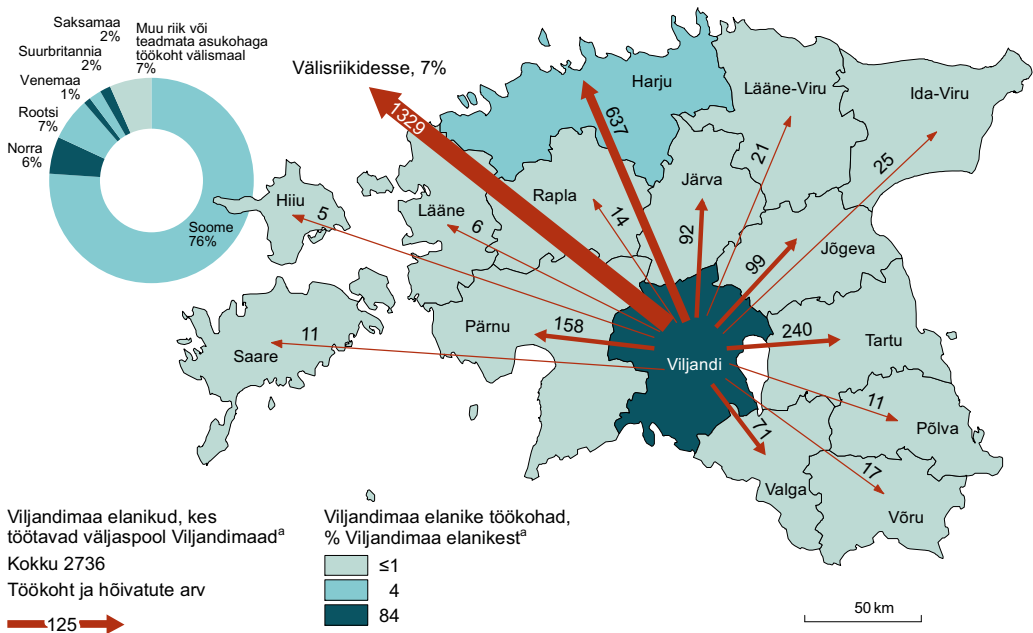 Saksamaa
2%
Suurbritannia
2%
Venemaa
1%
Rootsi
7%
Norra
6%
Muu riik või
teadmata asukohaga
töökoht välismaal
7%
Soome
76%
Välisriikidesse, 7%
1329
637
Harju
Lääne-Viru
Ida-Viru
21
25
Hiiu
5
Lääne
6
Rapla
14
Järva
92
99
Jõgeva
Saare
11
Pärnu
158
Viljandi
240
Tartu
11
Põlva
71
Valga
17
Võru
Viljandimaa elanikud, kes
töötavad väljaspool Viljandimaadᵃ
Kokku 2736
Töökoht ja hõivatute arv
125
Viljandimaa elanike töökohad,
% Viljandimaa elanikestᵃ
≤1
4
84
50 km